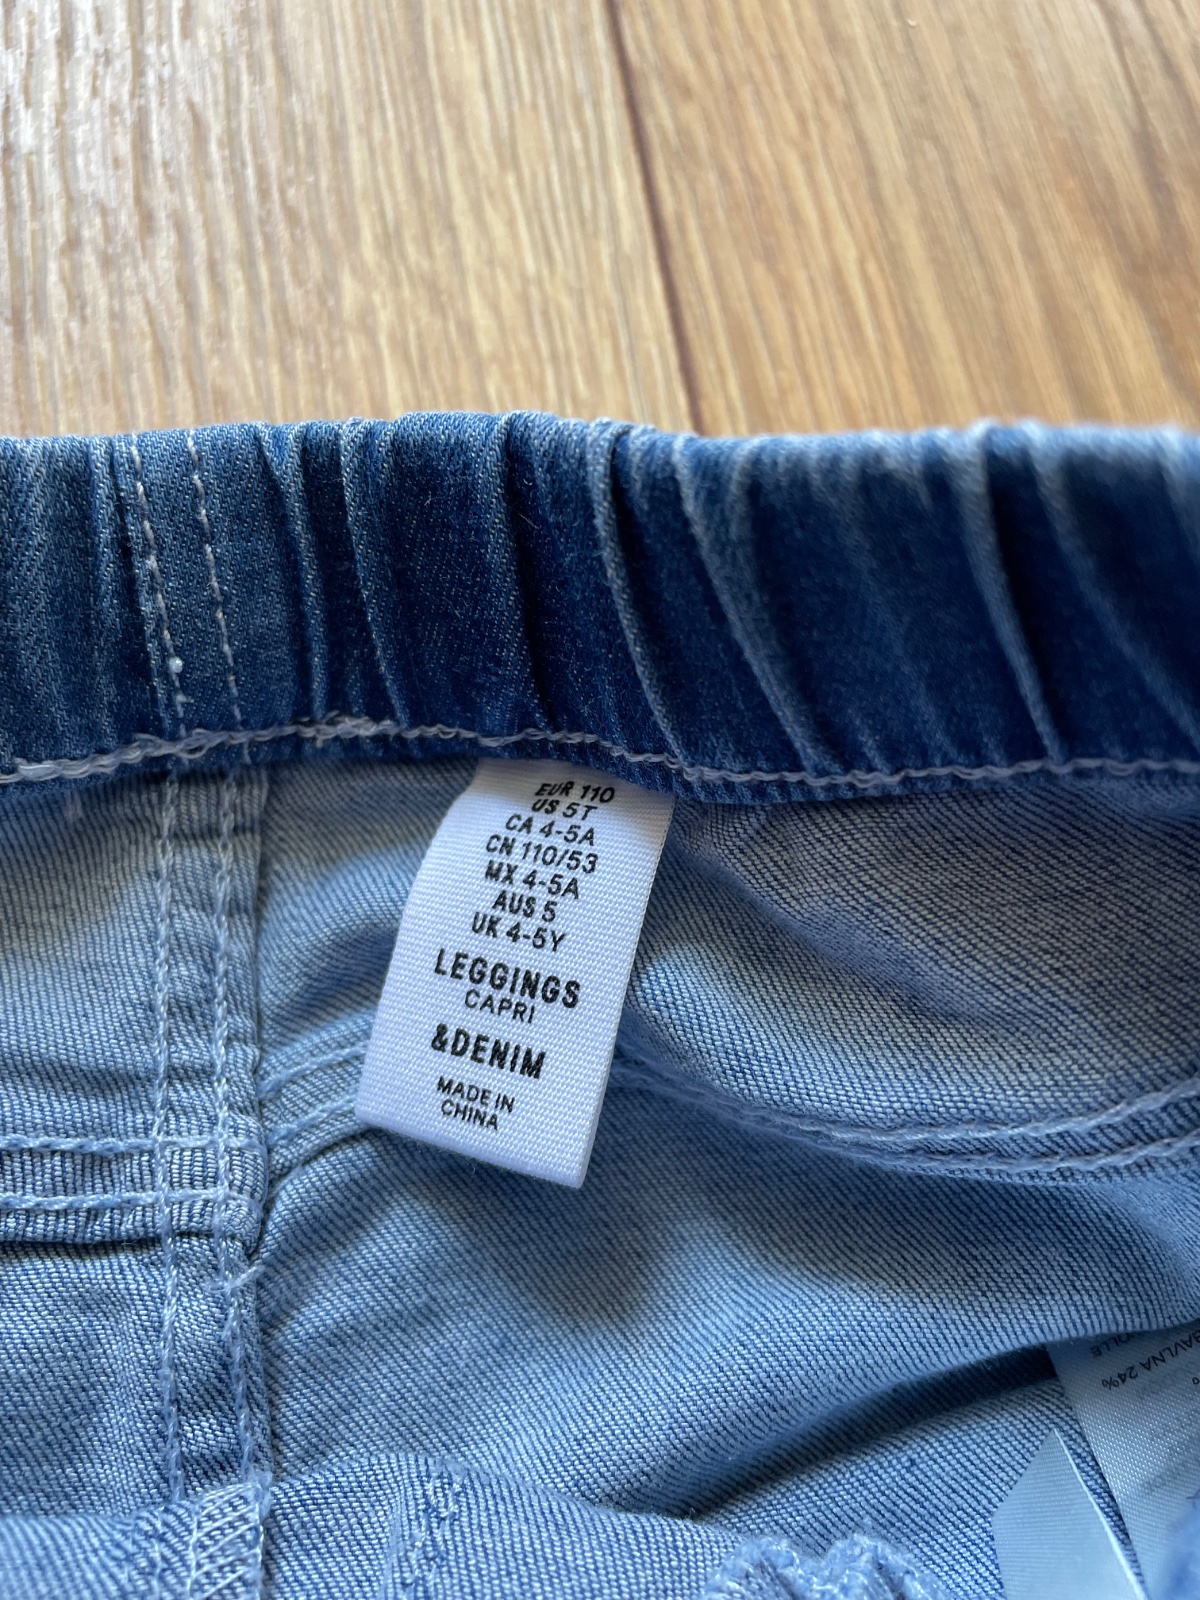 EUR 110
US 5T
CA 4-5A
CN 110/53
MX 4-5A
AUS 5
UK 4-5Y
LEGGINGS
CAPRI
&DENIM
MADE IN
CHINA
24%